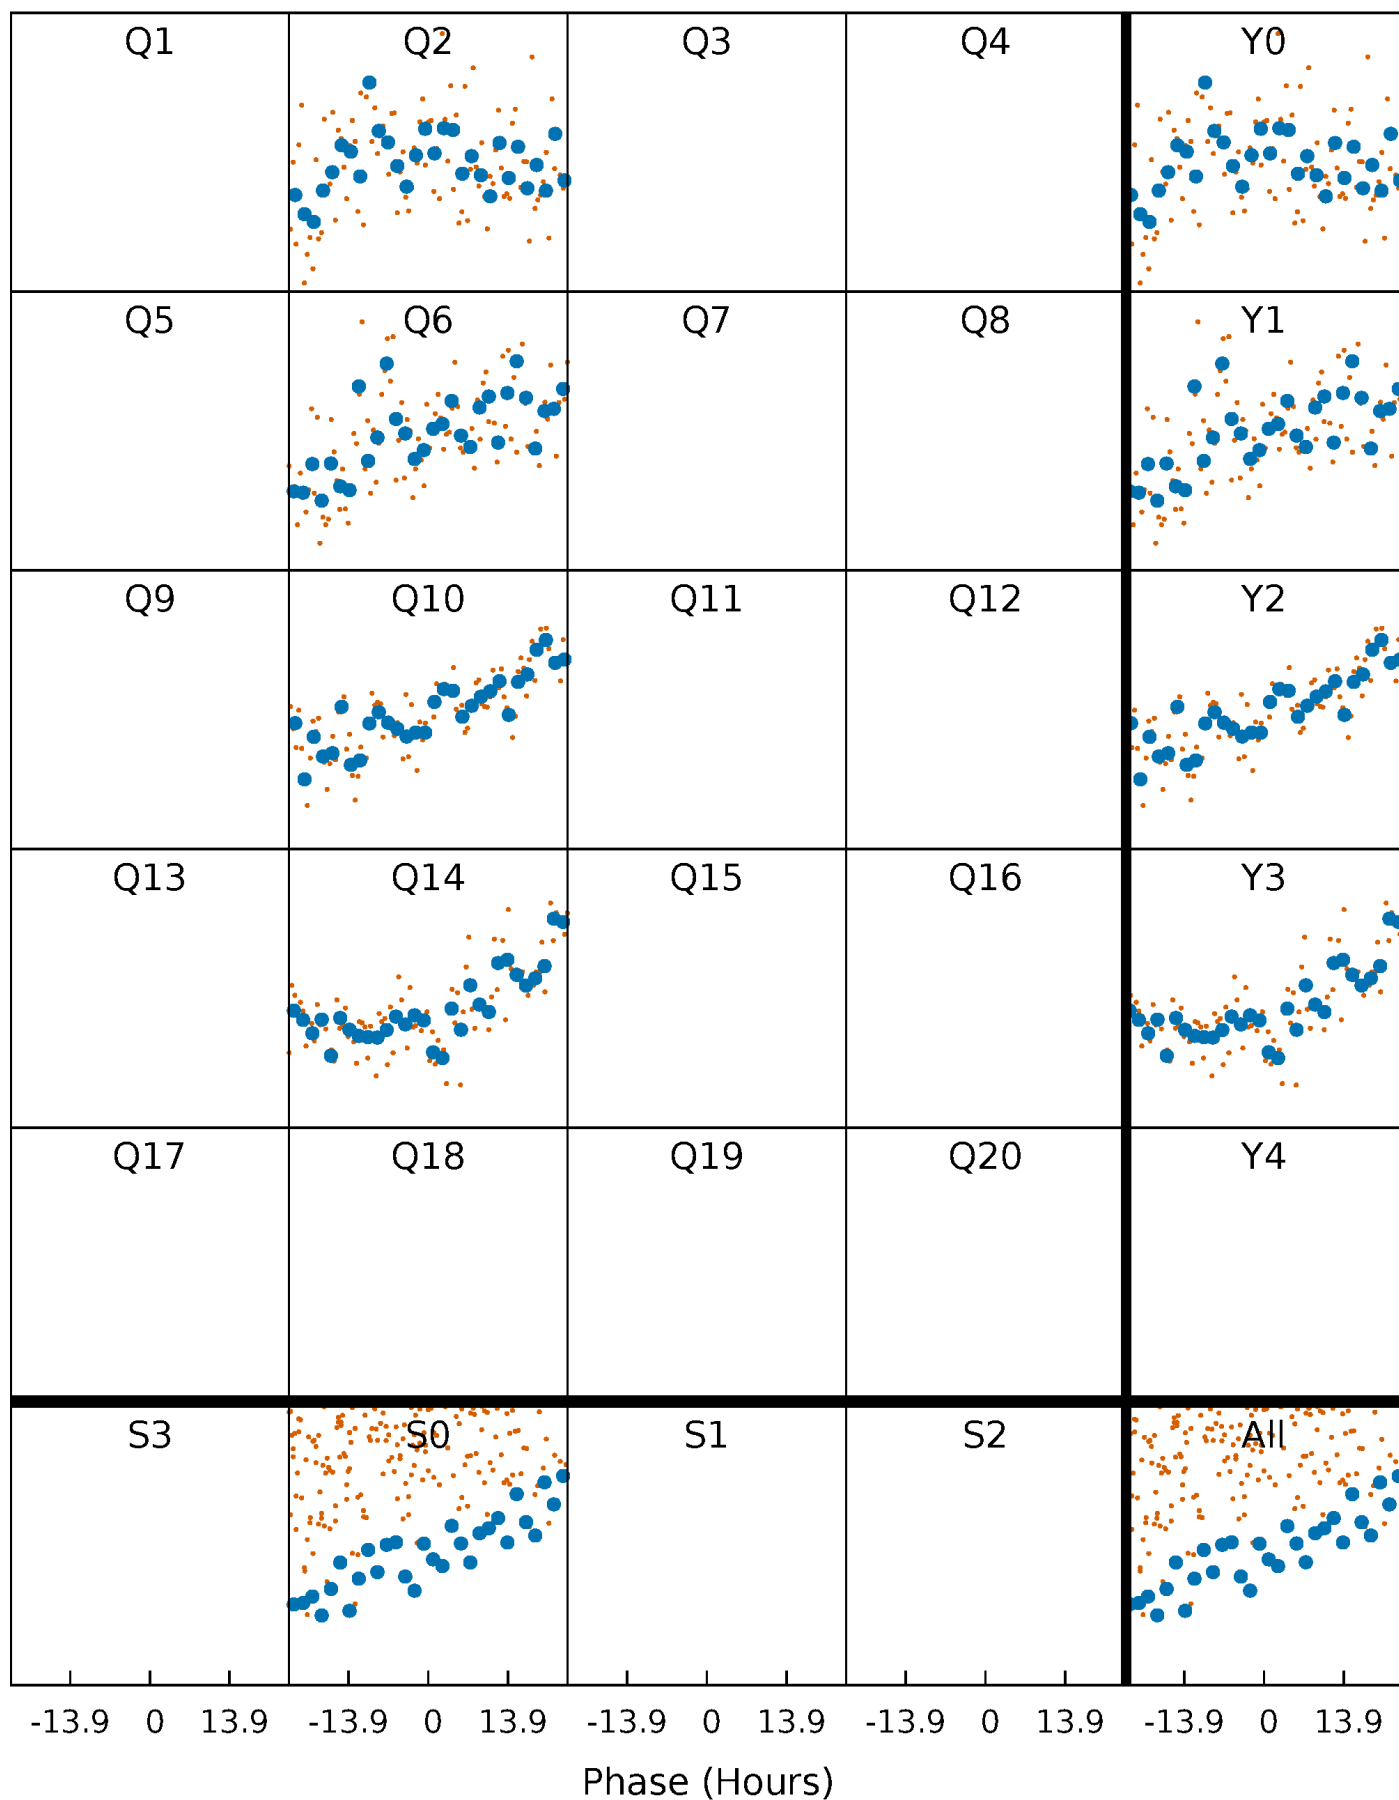 Q1 Q2 Q3 Q4 Y0
Q5 Q6 Q7 Q8 Y1
Q9 Q10 Q11 Q12 Y2
Q13 Q14 Q15 Q16 Y3
Q17 Q18 Q19 Q20 Y4
S3 S0 S1 S2 All
-13.9 0 13.9 -13.9 0 13.9 -13.9 0 13.9 -13.9 0 13.9 -13.9 0 13.9
Phase (Hours)